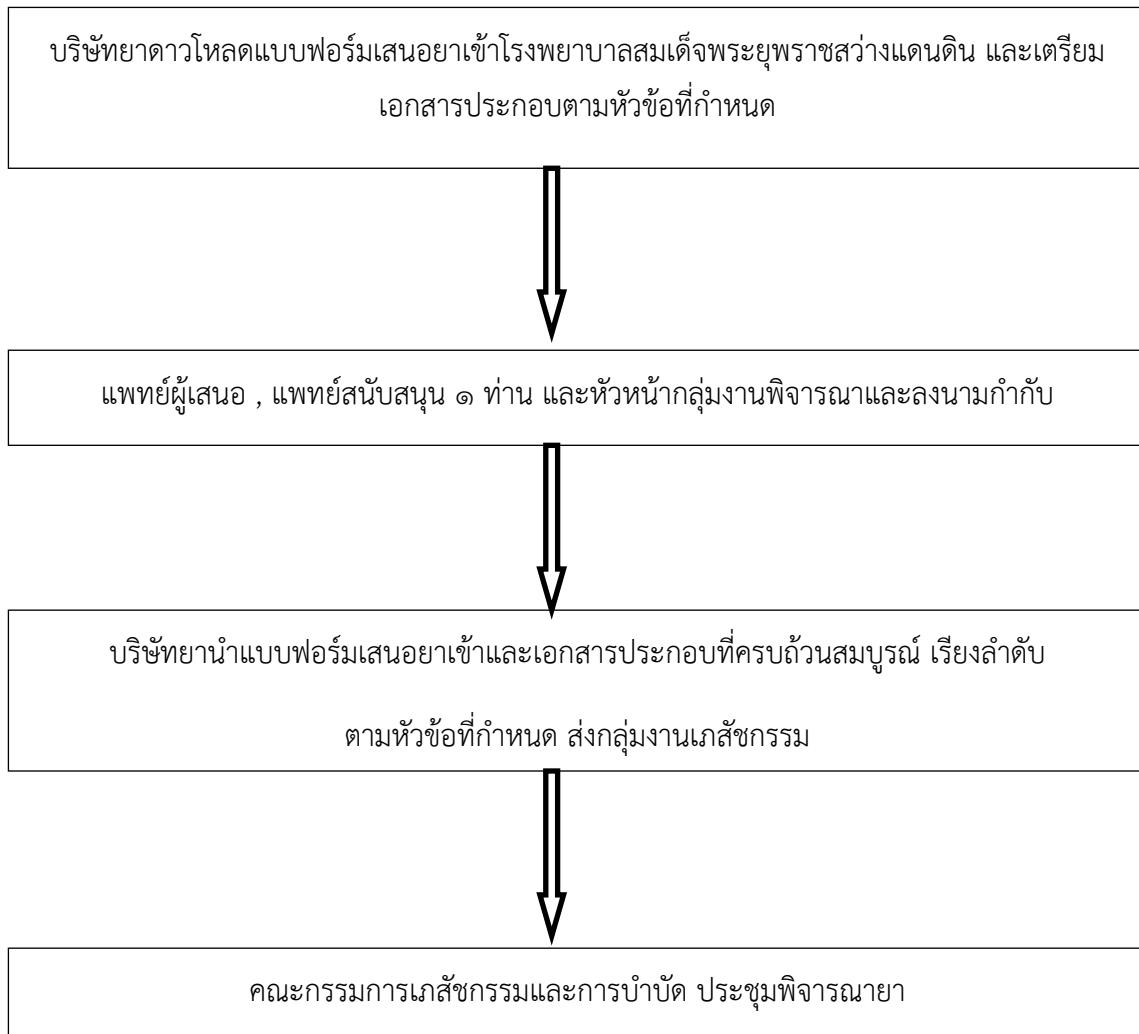 บริษัทยาดาวโหลดแบบฟอร์มเสนอยาเข้าโรงพยาบาลสมเด็จพระยุพราชสว่างแดนดิน และเตรียม
เอกสารประกอบตามหัวข้อที่กำหนด
แพทย์ผู้เสนอ , แพทย์สนับสนุน ๑ ท่าน และหัวหน้ากลุ่มงานพิจารณาและลงนามกำกับ
บริษัทยานำแบบฟอร์มเสนอยาเข้าและเอกสารประกอบที่ครบถ้วนสมบูรณ์ เรียงลำดับ
ตามหัวข้อที่กำหนด ส่งกลุ่มงานเภสัชกรรม
คณะกรรมการเภสัชกรรมและการบำบัด ประชุมพิจารณายา